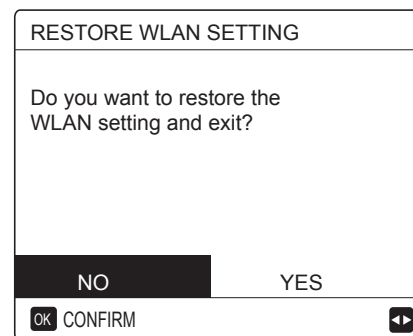 RESTORE WLAN SETTING
Do you want to restore the
WLAN setting and exit?
NO YES
OK CONFIRM